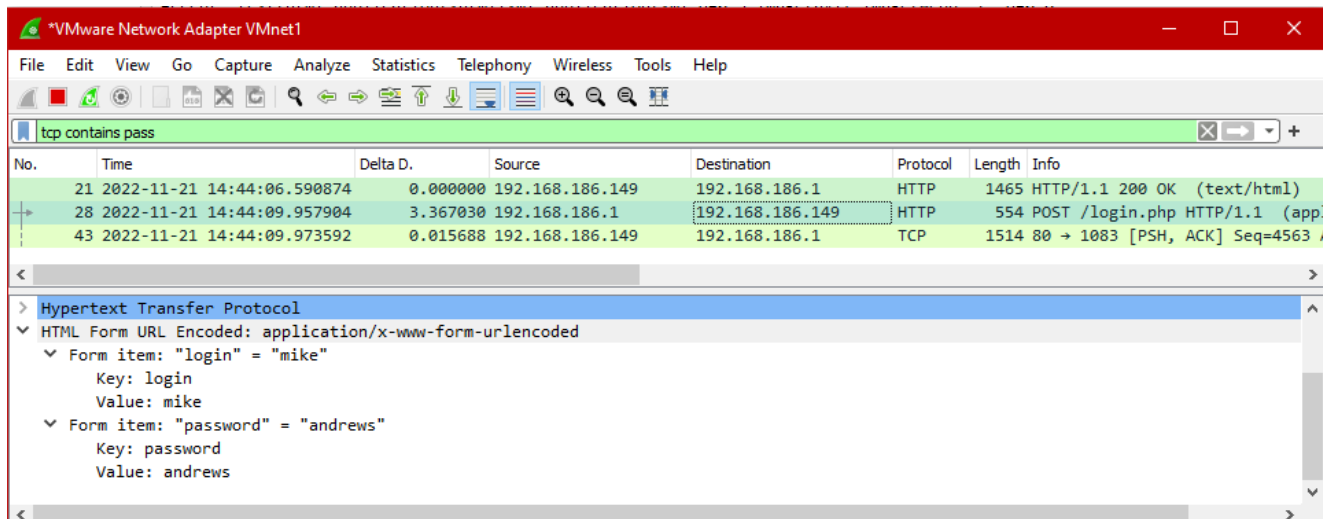 *VMware Network Adapter VMnet1
File Edit View Go Capture Analyze Statistics Telephony Wireless Tools Help
tcp contains pass
No. Time Delta D. Source Destination Protocol Length Info
21 2022-11-21 14:44:06.590874 0.000000 192.168.186.149 192.168.186.1 HTTP 1465 HTTP/1.1 200 OK (text/html)
28 2022-11-21 14:44:09.957904 3.367030 192.168.186.1 192.168.186.149 HTTP 554 POST /login.php HTTP/1.1 (appl
43 2022-11-21 14:44:09.973592 0.015688 192.168.186.149 192.168.186.1 TCP 1514 80 → 1083 [PSH, ACK] Seq=4563
Hypertext Transfer Protocol
HTML Form URL Encoded: application/x-www-form-urlencoded
Form item: "login" = "mike"
Key: login
Value: mike
Form item: "password" = "andrews"
Key: password
Value: andrews